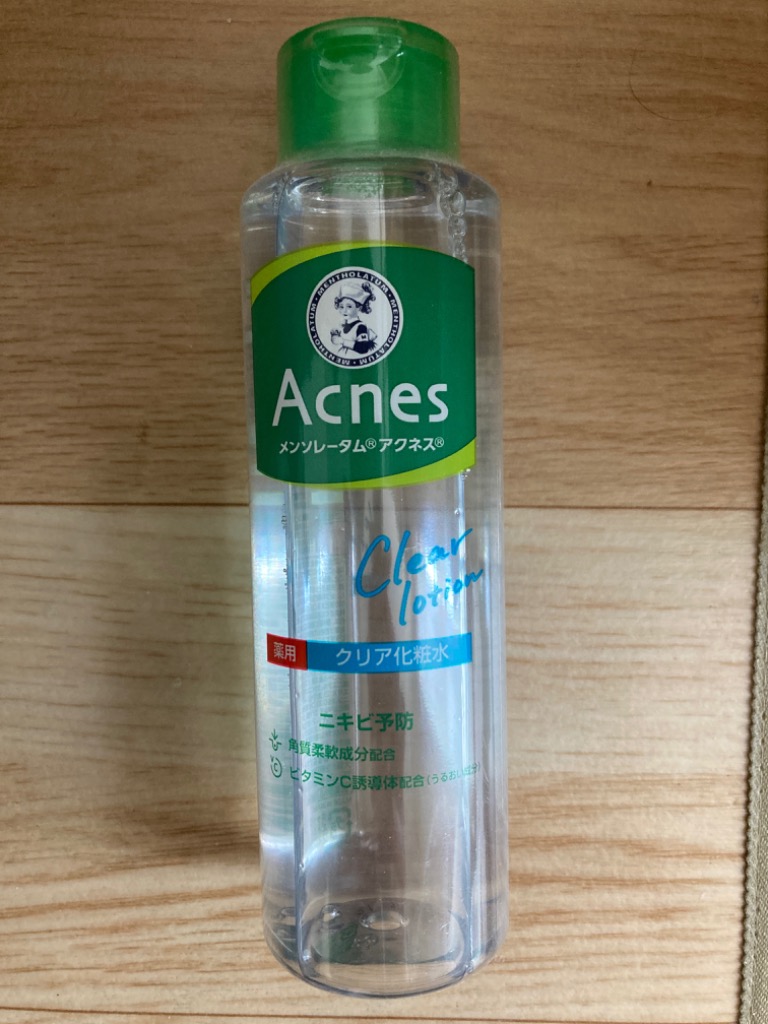 MENTHOLATUM · MENTHOLATUM · MENTHOLATUM ·
Acnes
メンソレータム® アクネス®
Clear
lotion
薬用 クリア化粧水
ニキビ予防
角質柔軟成分配合
C ビタミンC誘導体配合(うるおい成分)